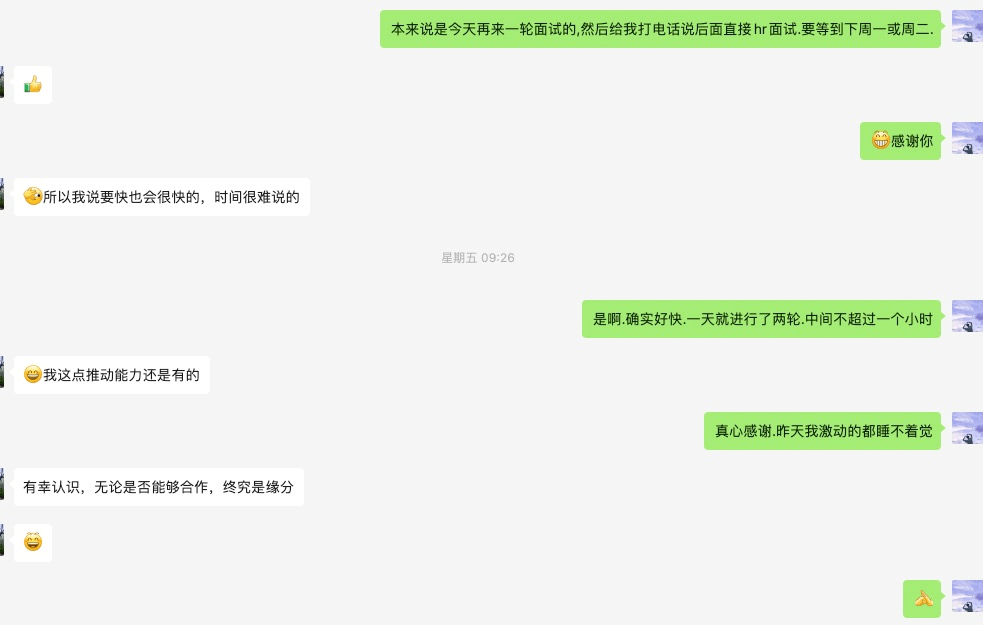 本来说是今天再来一轮面试的,然后给我打电话说后面直接hr面试.要等到下周一或周二.
感谢你
所以我说要快也会很快的，时间很难说的
星期五 09:26
是啊.确实好快.一天就进行了两轮.中间不超过一个小时
我这点推动能力还是有的
真心感谢.昨天我激动的都睡不着觉
有幸认识，无论是否能够合作，终究是缘分